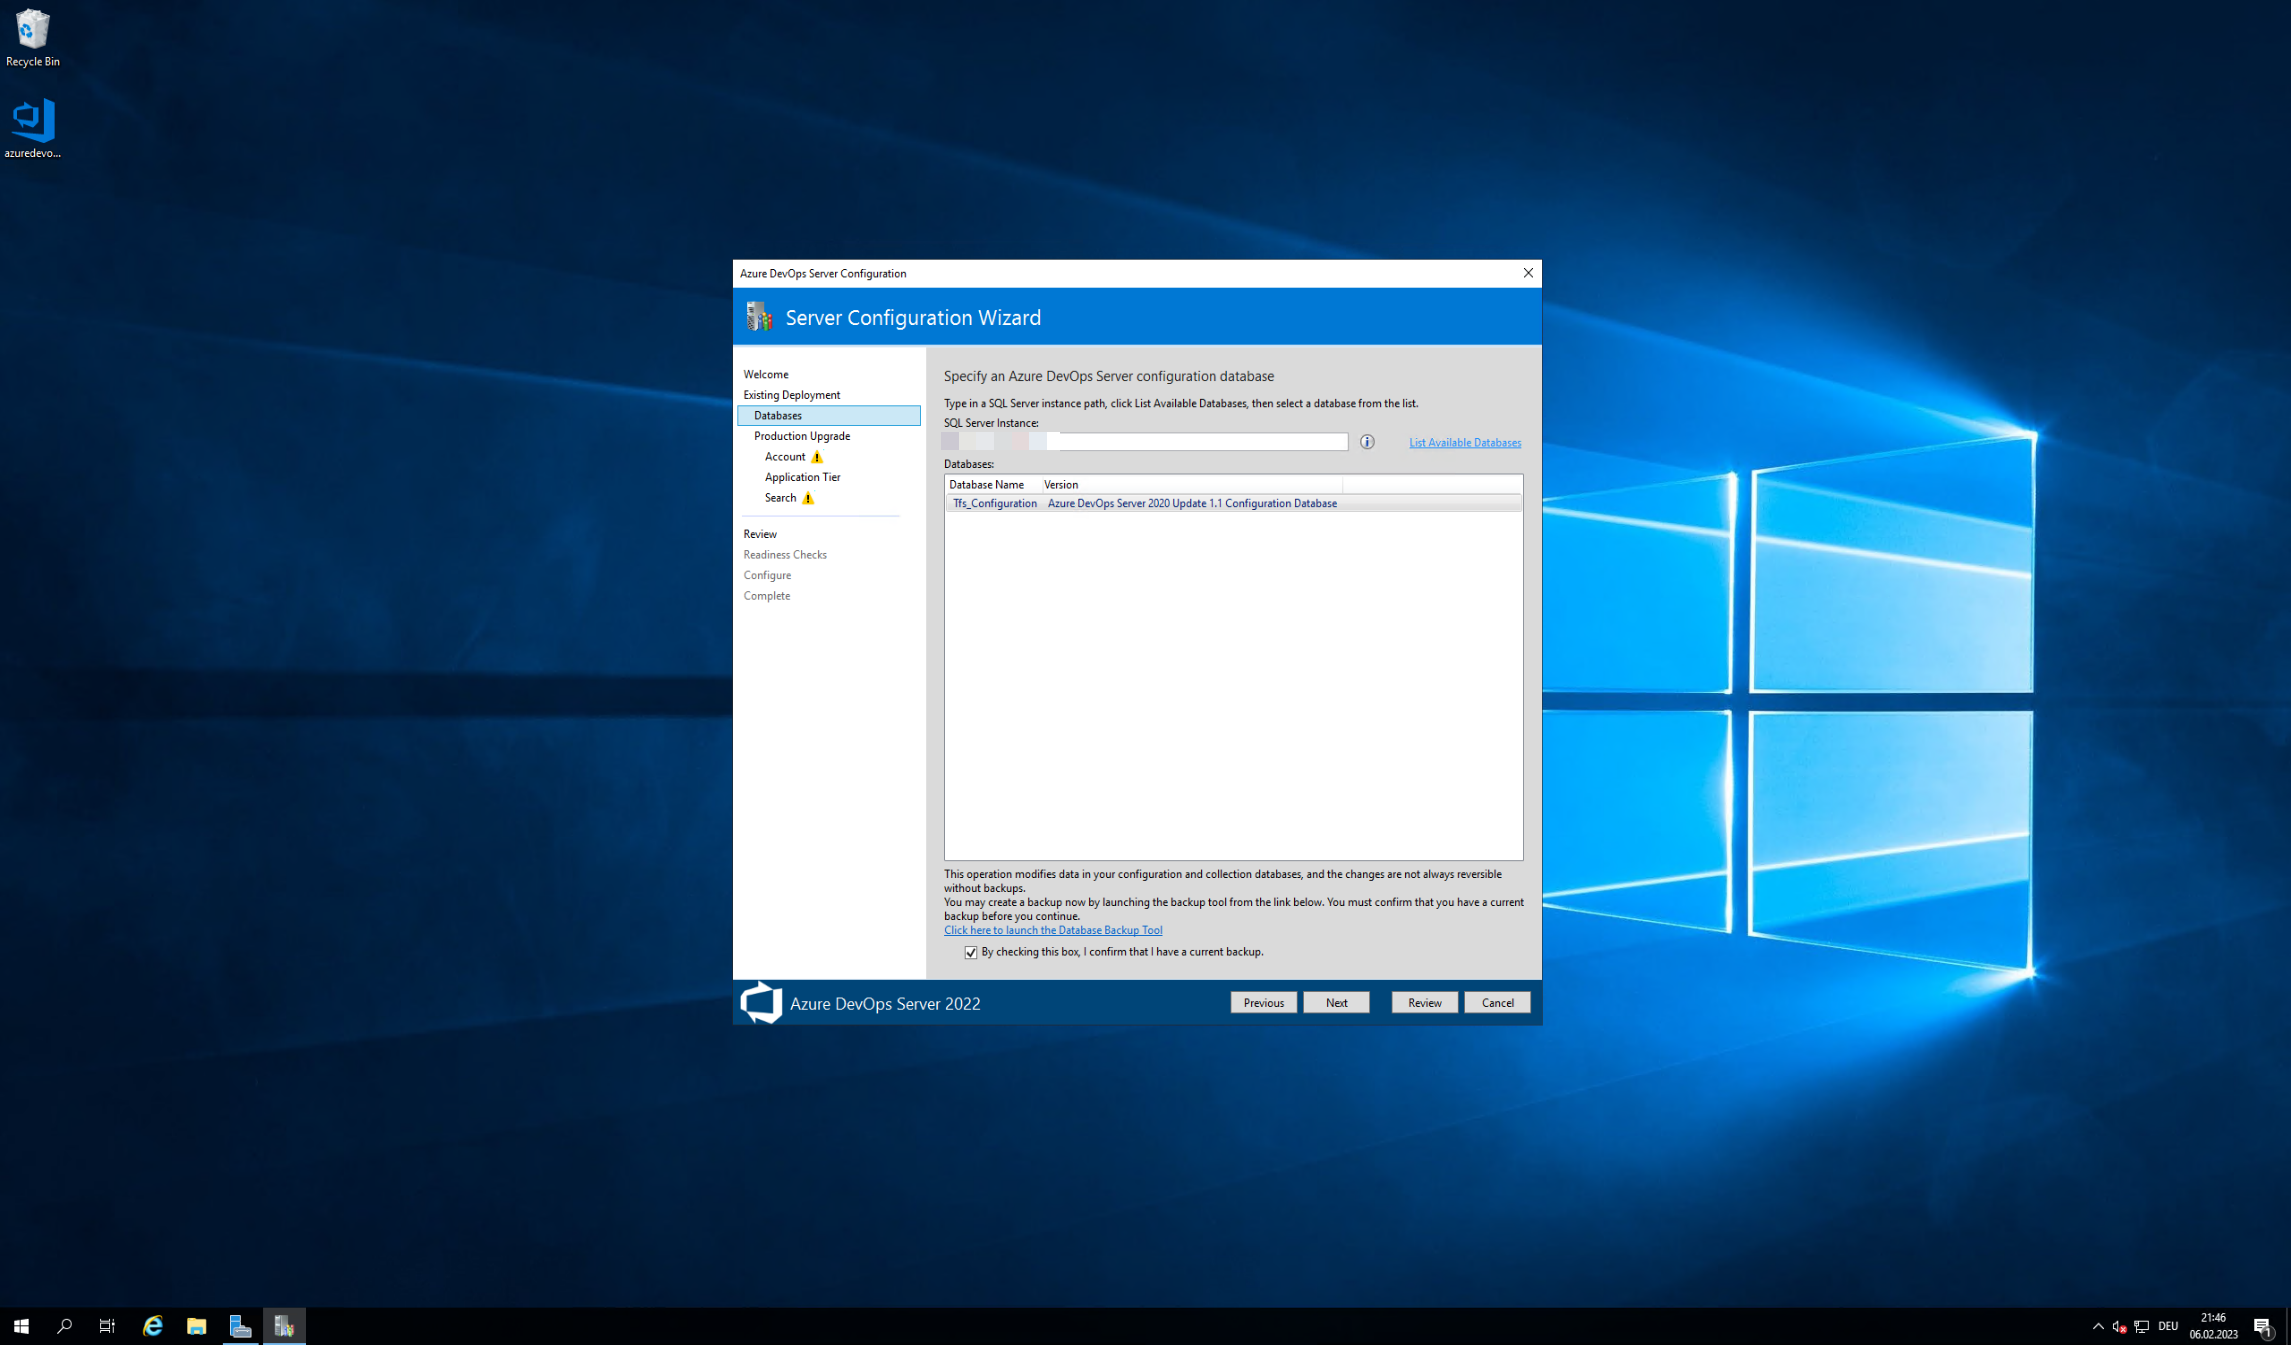 Recycle Bin
azuredevo...
Azure DevOps Server Configuration
Server Configuration Wizard
Welcome
Existing Deployment
Databases
Production Upgrade
Account
Application Tier
Search
Review
Readiness Checks
Configure
Complete
Specify an Azure DevOps Server configuration database
Type in a SQL Server instance path, click List Available Databases, then select a database from the list.
SQL Server Instance:
List Available Databases
Databases:
Database Name Version
Tfs_Configuration Azure DevOps Server 2020 Update 1.1 Configuration Database
This operation modifies data in your configuration and collection databases, and the changes are not always reversible
without backups.
You may create a backup now by launching the backup tool from the link below. You must confirm that you have a current
backup before you continue.
Click here to launch the Database Backup Tool
By checking this box, I confirm that I have a current backup.
Azure DevOps Server 2022
Previous Next Review Cancel
DEU
21:46
06.02.2023
1